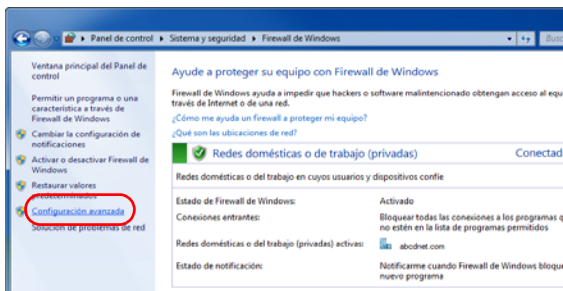 Panel de control ▸ Sistema y seguridad ▸ Firewall de Windows
Ventana principal del Panel de
control
Permitir un programa o una
característica a través de
Firewall de Windows
Cambiar la configuración de
notificaciones
Activar o desactivar Firewall de
Windows
Restaurar valores
predeterminados
Configuración avanzada
Solución de problemas de red
Ayude a proteger su equipo con Firewall de Windows
Firewall de Windows ayuda a impedir que hackers o software malintencionado obtengan acceso al equ
través de Internet o de una red.
¿Cómo me ayuda un firewall a proteger mi equipo?
¿Qué son las ubicaciones de red?
Redes domésticas o de trabajo (privadas) Conectad
Redes domésticas o del trabajo en cuyos usuarios y dispositivos confíe
Estado de Firewall de Windows: Activado
Conexiones entrantes: Bloquear todas las conexiones a los programas q
no estén en la lista de programas permitidos
Redes domésticas o del trabajo (privadas) activas: abcdnet.com
Estado de notificación: Notificarme cuando Firewall de Windows bloque
nuevo programa